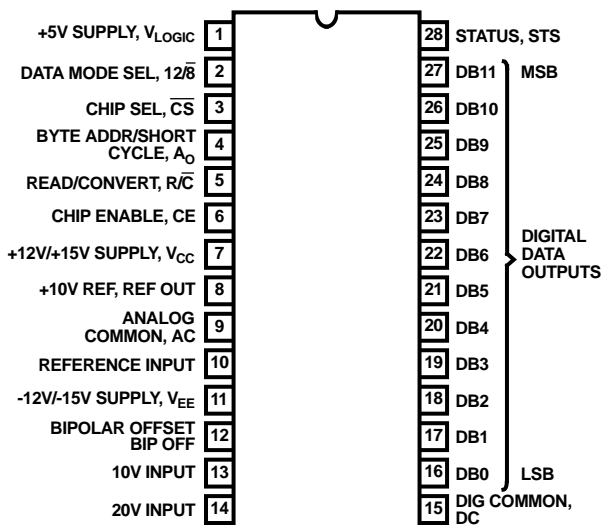 +5V SUPPLY, VLOGIC 1
DATA MODE SEL, 12/8̅ 2
CHIP SEL, C̅S̅ 3
BYTE ADDR/SHORT
CYCLE, AO 4
READ/CONVERT, R/C̅ 5
CHIP ENABLE, CE 6
+12V/+15V SUPPLY, VCC 7
+10V REF, REF OUT 8
ANALOG
COMMON, AC 9
REFERENCE INPUT 10
-12V/-15V SUPPLY, VEE 11
BIPOLAR OFFSET
BIP OFF 12
10V INPUT 13
20V INPUT 14
28 STATUS, STS
27 DB11 MSB
26 DB10
25 DB9
24 DB8
23 DB7
22 DB6
21 DB5
20 DB4
19 DB3
18 DB2
17 DB1
16 DB0 LSB
15 DIG COMMON,
DC
DIGITAL
DATA
OUTPUTS